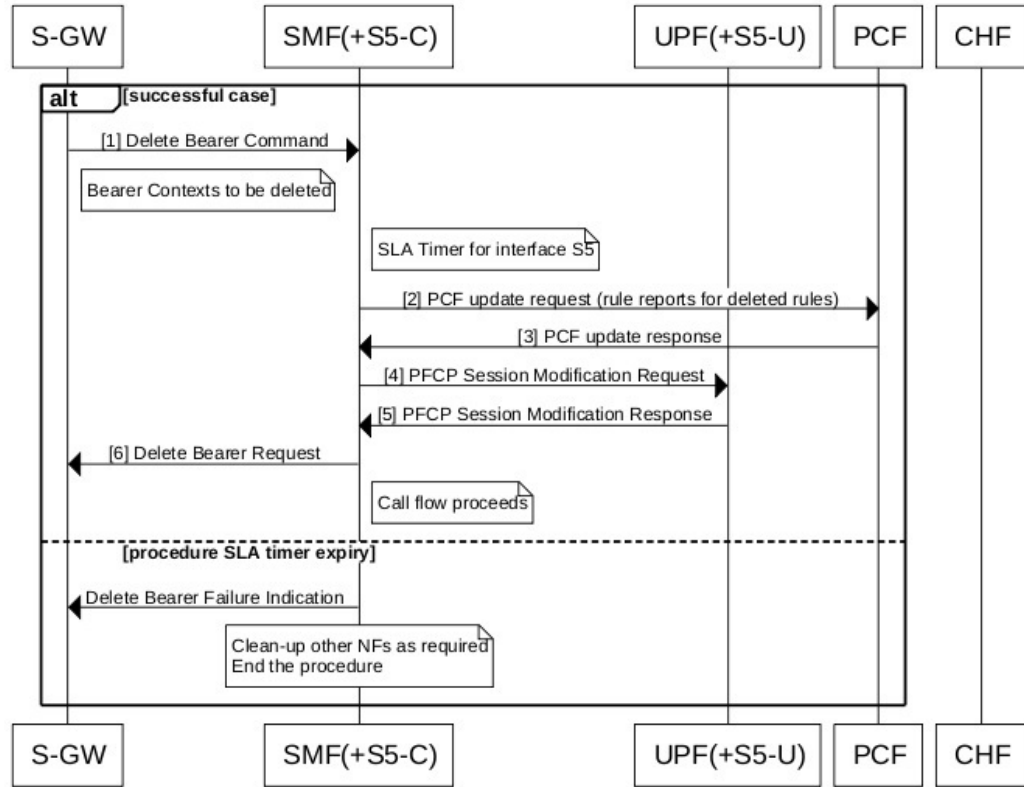 S-GW
SMF(+S5-C)
UPF(+S5-U)
PCF
CHF
alt
[successful case]
[1] Delete Bearer Command
Bearer Contexts to be deleted
SLA Timer for interface S5
[2] PCF update request (rule reports for deleted rules)
[3] PCF update response
[4] PFCP Session Modification Request
[5] PFCP Session Modification Response
[6] Delete Bearer Request
Call flow proceeds
[procedure SLA timer expiry]
Delete Bearer Failure Indication
Clean-up other NFs as required
End the procedure
S-GW
SMF(+S5-C)
UPF(+S5-U)
PCF
CHF